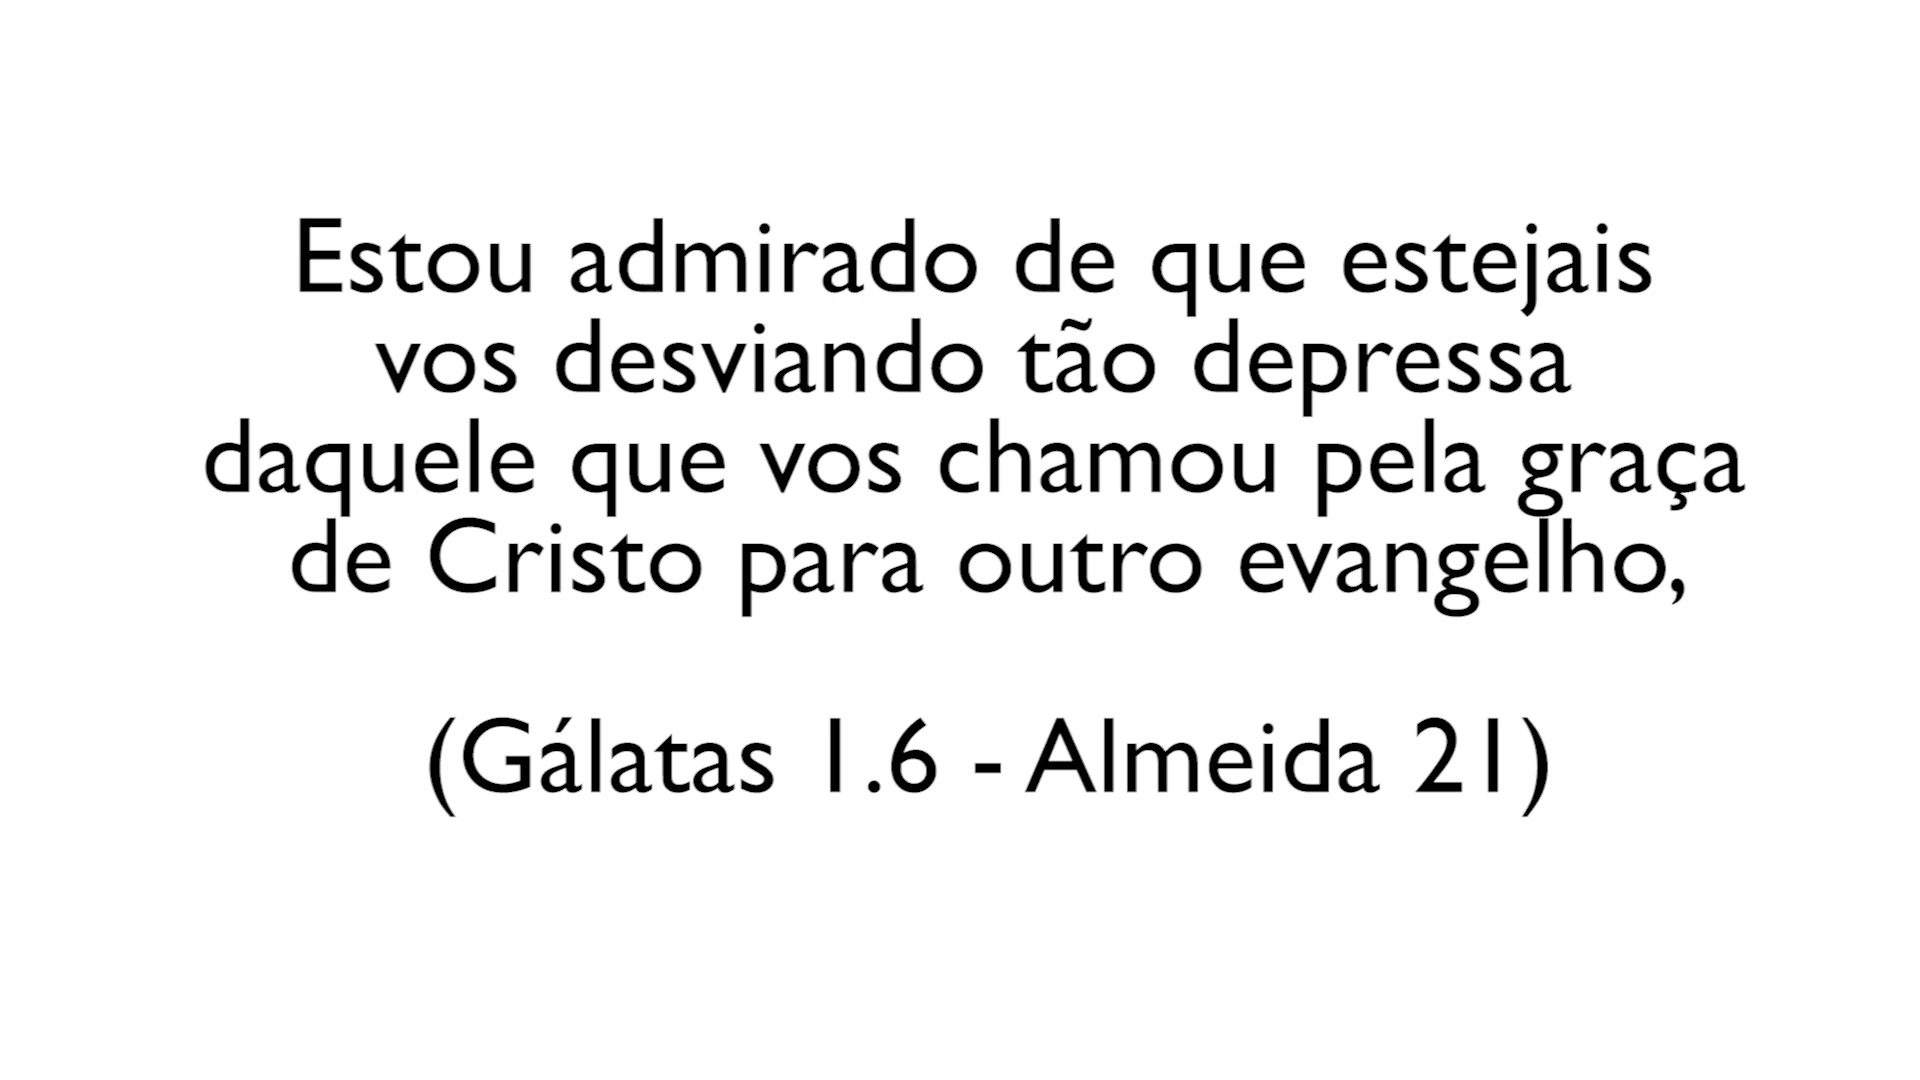 Estou admirado de que estejais
vos desviando tão depressa
daquele que vos chamou pela graça
de Cristo para outro evangelho,
(Gálatas 1.6 - Almeida 21)